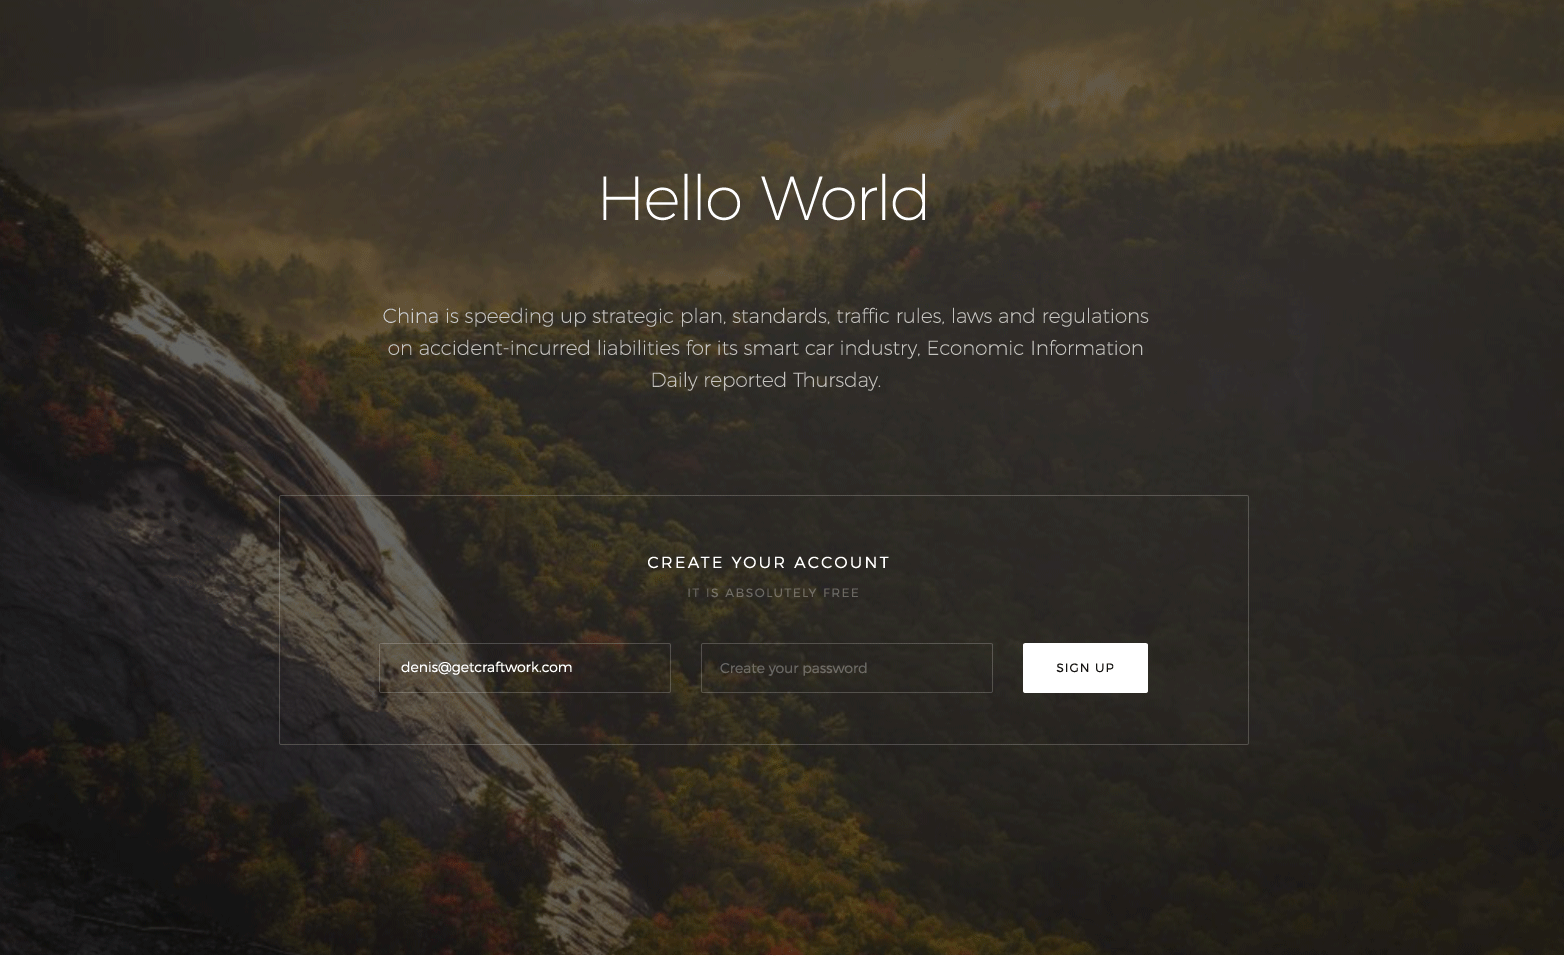 Hello World
China is speeding up strategic plan, standards, traffic rules, laws and regulations
on accident-incurred liabilities for its smart car industry, Economic Information
Daily reported Thursday.
CREATE YOUR ACCOUNT
IT IS ABSOLUTELY FREE
denis@getcraftwork.com
Create your password
SIGN UP